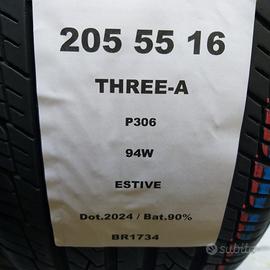 205 55 16
THREE-A
P306
94W
ESTIVE
Dot.2024 / Bat.90%
BR1734
subito